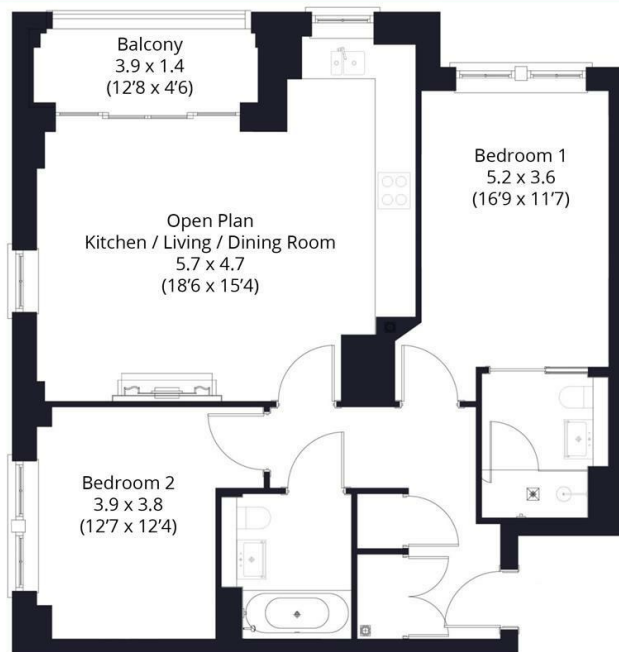 Balcony
3.9 x 1.4
(12’8 x 4’6)
Bedroom 1
5.2 x 3.6
(16’9 x 11’7)
Open Plan
Kitchen / Living / Dining Room
5.7 x 4.7
(18’6 x 15’4)
Bedroom 2
3.9 x 3.8
(12’7 x 12’4)